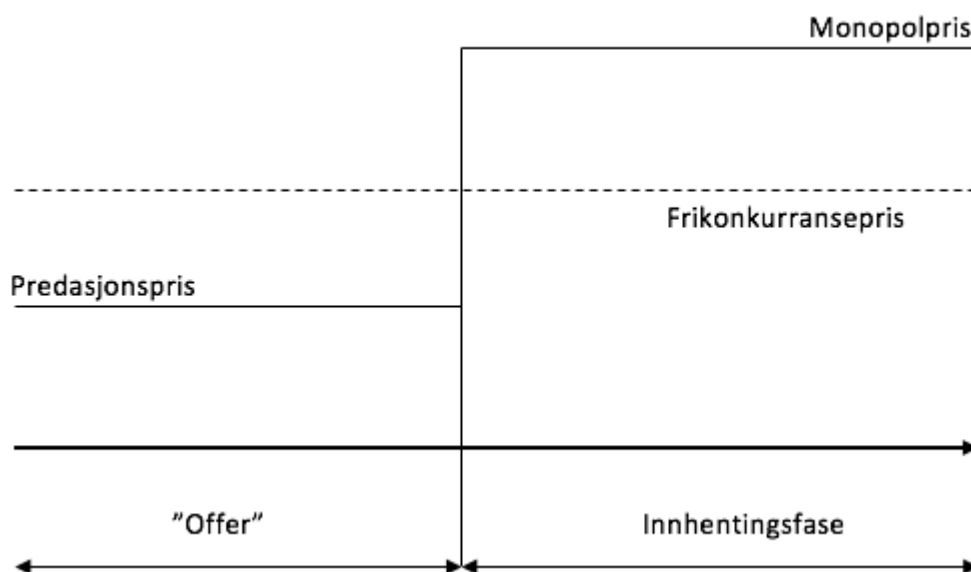 Monopolpris
Frikonkurransepris
Predasjonspris
”Offer”
Innhentingsfase